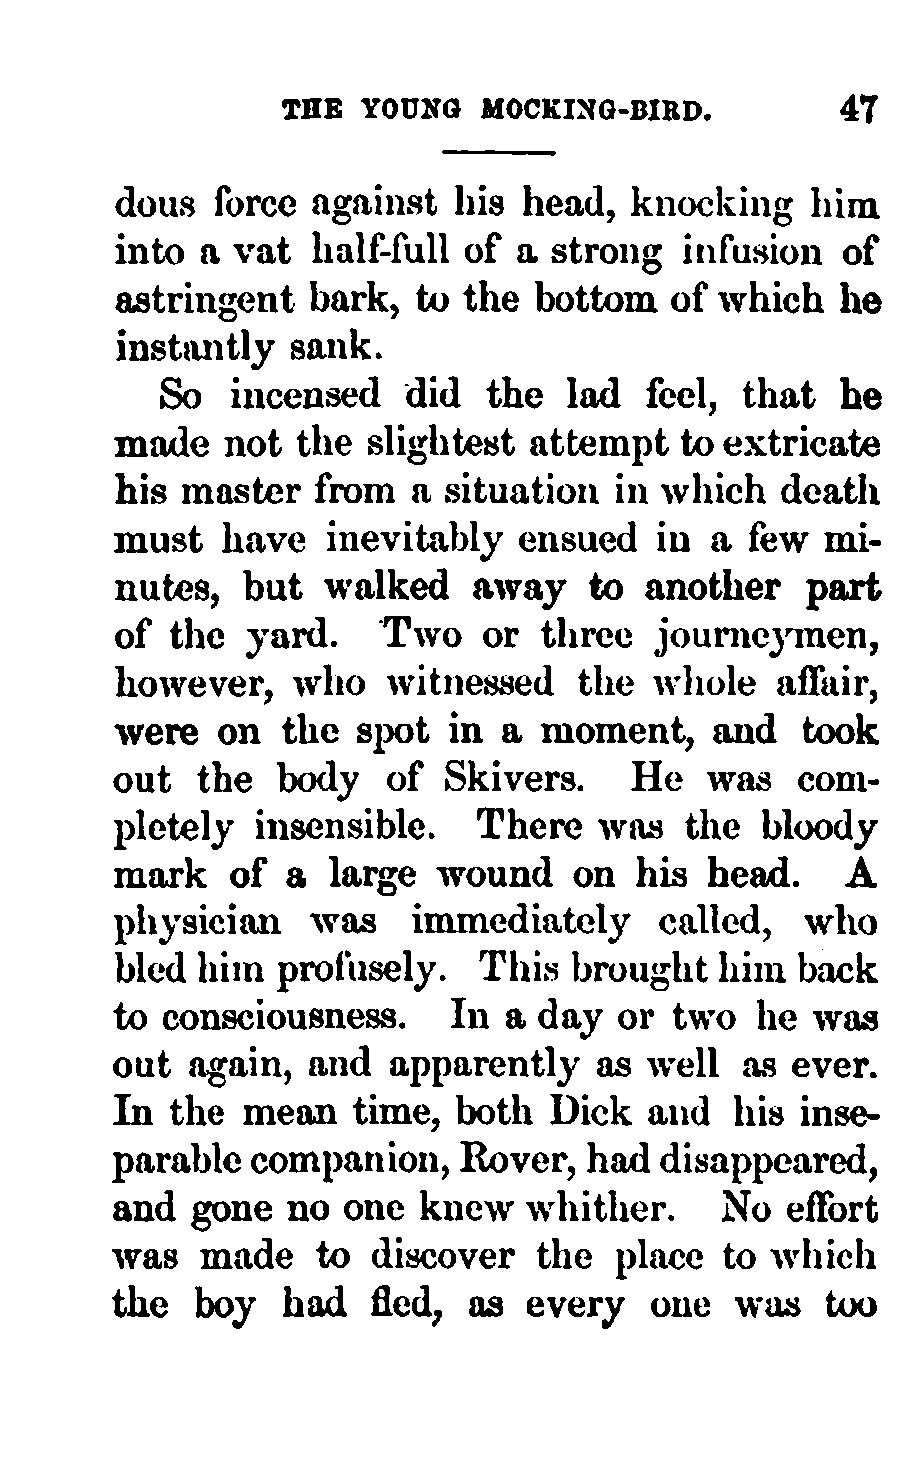 THE YOUNG MOCKING-BIRD. 47
dous force against his head, knocking him
into a vat half-full of a strong infusion of
astringent bark, to the bottom of which he
instantly sank.
So incensed did the lad feel, that he
made not the slightest attempt to extricate
his master from a situation in which death
must have inevitably ensued in a few mi-
nutes, but walked away to another part
of the yard. Two or three journeymen,
however, who witnessed the whole affair,
were on the spot in a moment, and took
out the body of Skivers. He was com-
pletely insensible. There was the bloody
mark of a large wound on his head. A
physician was immediately called, who
bled him profusely. This brought him back
to consciousness. In a day or two he was
out again, and apparently as well as ever.
In the mean time, both Dick and his inse-
parable companion, Rover, had disappeared,
and gone no one knew whither. No effort
was made to discover the place to which
the boy had fled, as every one was too